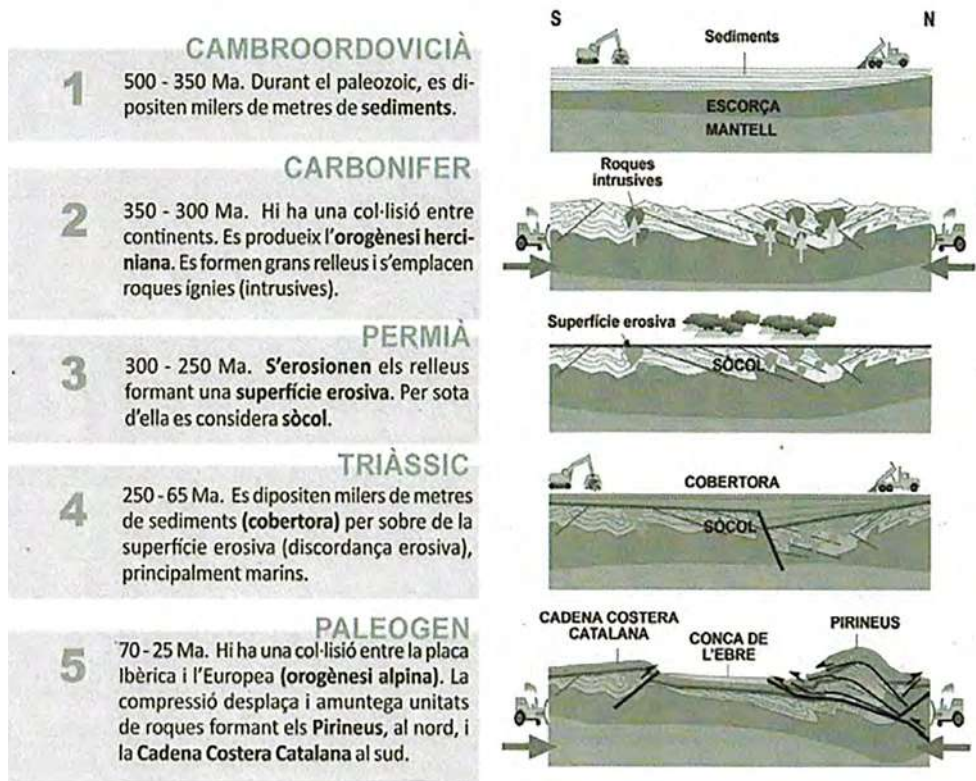 CAMBROORDOVICIÀ
1
500 - 350 Ma. Durant el paleozoic, es di-
positen milers de metres de sediments.
S
N
Sediments
ESCORÇA
MANTELL
CARBONIFER
2
350 - 300 Ma. Hi ha una col·lisió entre
continents. Es produeix l'orogènesi herci-
niana. Es formen grans relleus i s'emplacen
roques ígnies (intrusives).
Roques
intrusives
PERMIÀ
3
300 - 250 Ma. S'erosionen els relleus
formant una superfície erosiva. Per sota
d'ella es considera sòcol.
Superfície erosiva
SÒCOL
TRIÀSSIC
4
250 - 65 Ma. Es dipositen milers de metres
de sediments (cobertora) per sobre de la
superfície erosiva (discordança erosiva),
principalment marins.
COBERTORA
SÒCOL
PALEOGEN
5
70 - 25 Ma. Hi ha una col·lisió entre la placa
Ibèrica i l'Europea (orogènesi alpina). La
compressió desplaça i amuntega unitats
de roques formant els Pirineus, al nord, i
la Cadena Costera Catalana al sud.
CADENA COSTERA
CATALANA
CONCA DE
L'EBRE
PIRINEUS